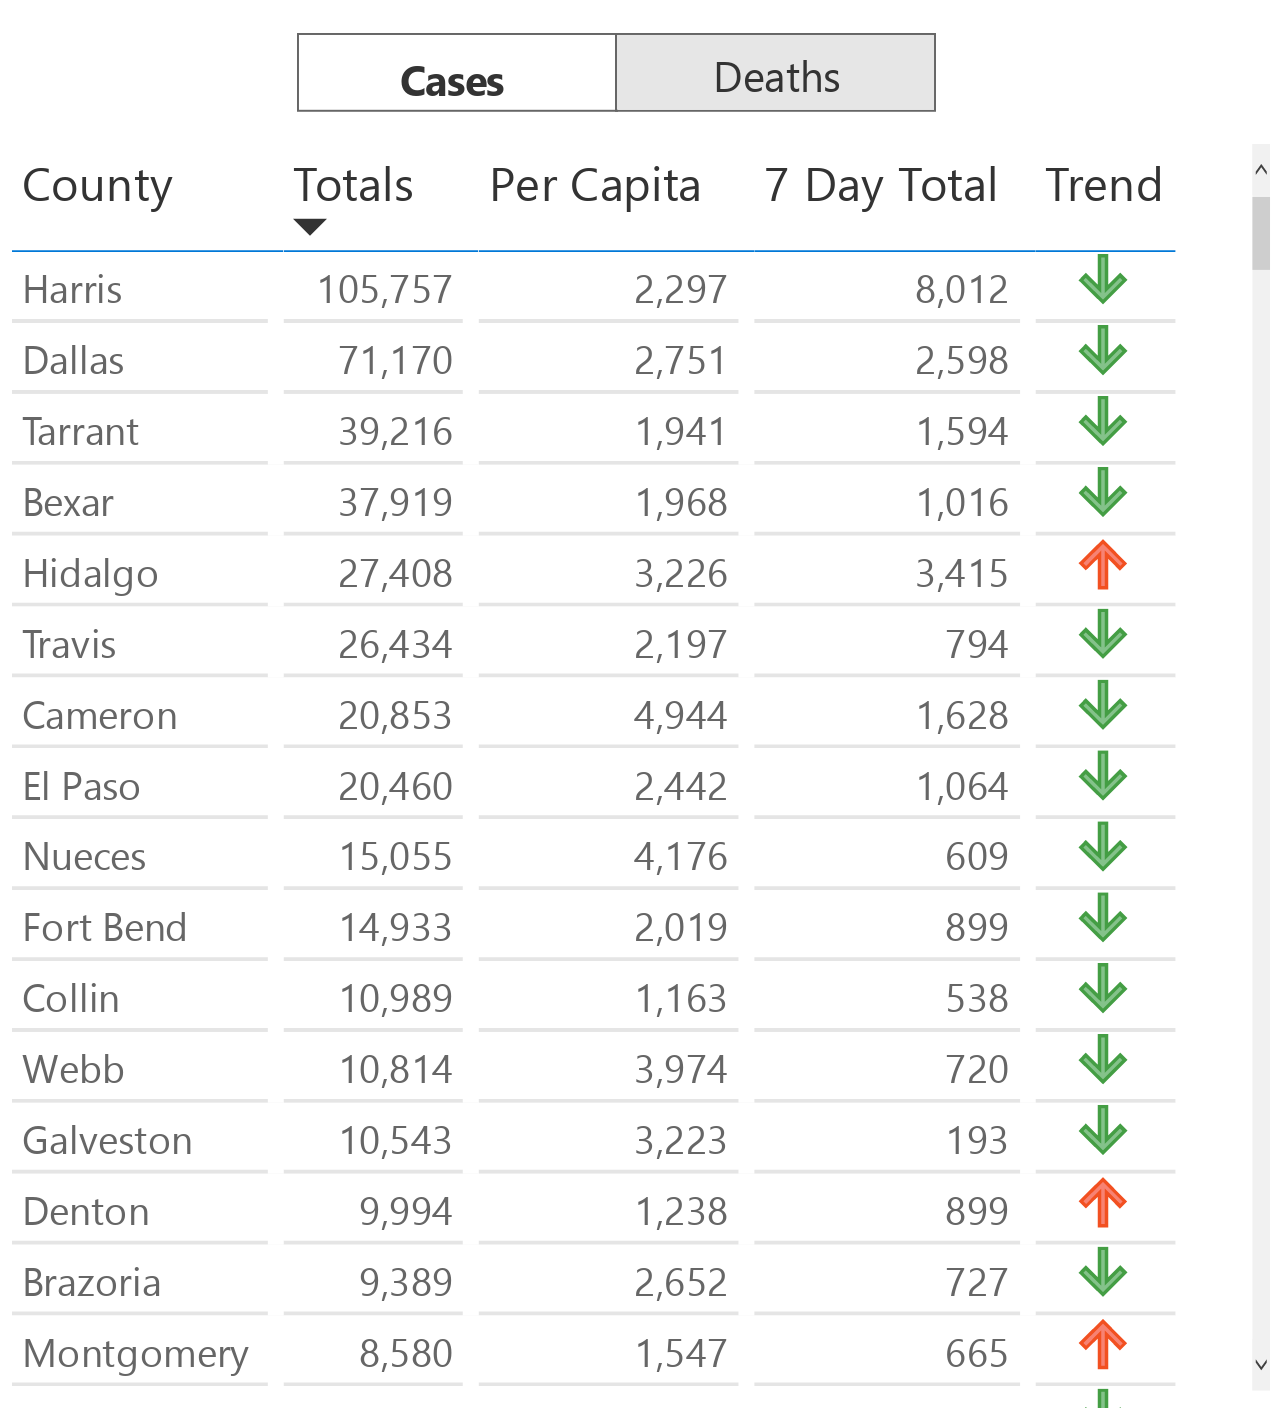 Cases Deaths
County Totals Per Capita 7 Day Total Trend
Harris 105,757 2,297 8,012
Dallas 71,170 2,751 2,598
Tarrant 39,216 1,941 1,594
Bexar 37,919 1,968 1,016
Hidalgo 27,408 3,226 3,415
Travis 26,434 2,197 794
Cameron 20,853 4,944 1,628
El Paso 20,460 2,442 1,064
Nueces 15,055 4,176 609
Fort Bend 14,933 2,019 899
Collin 10,989 1,163 538
Webb 10,814 3,974 720
Galveston 10,543 3,223 193
Denton 9,994 1,238 899
Brazoria 9,389 2,652 727
Montgomery 8,580 1,547 665